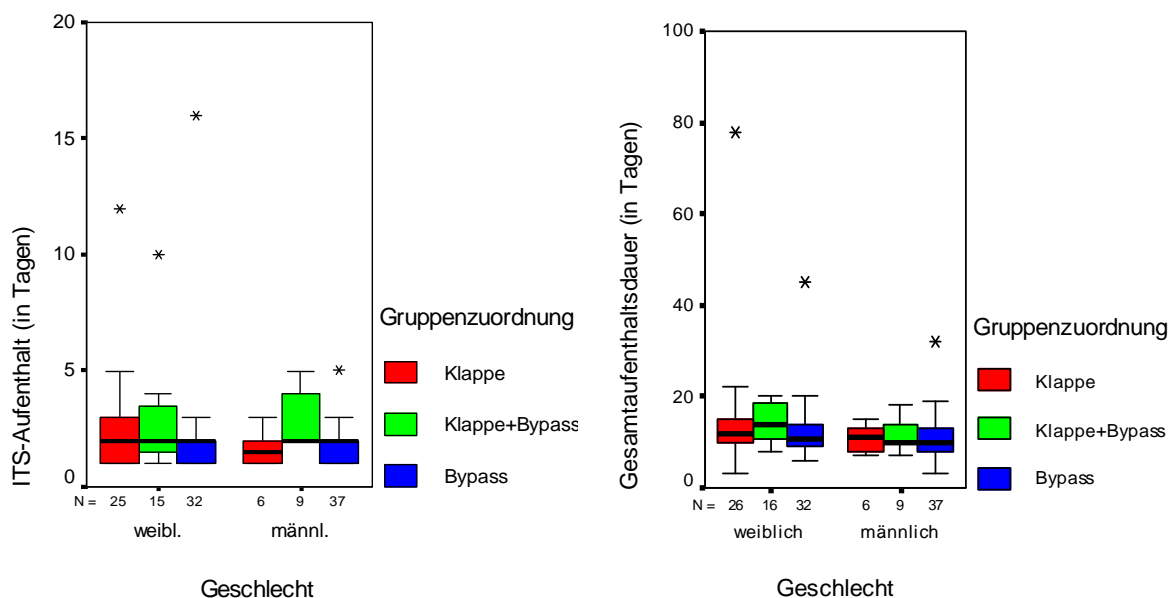 20
15
10
5
0
ITS-Aufenthalt (in Tagen)
N = 25 15 32 6 9 37
weibl. männl.
Geschlecht
Gruppenzuordnung
Klappe
Klappe+Bypass
Bypass
100
80
60
40
20
0
Gesamtaufenthaltsdauer (in Tagen)
N = 26 16 32 6 9 37
weiblich männlich
Geschlecht
Gruppenzuordnung
Klappe
Klappe+Bypass
Bypass